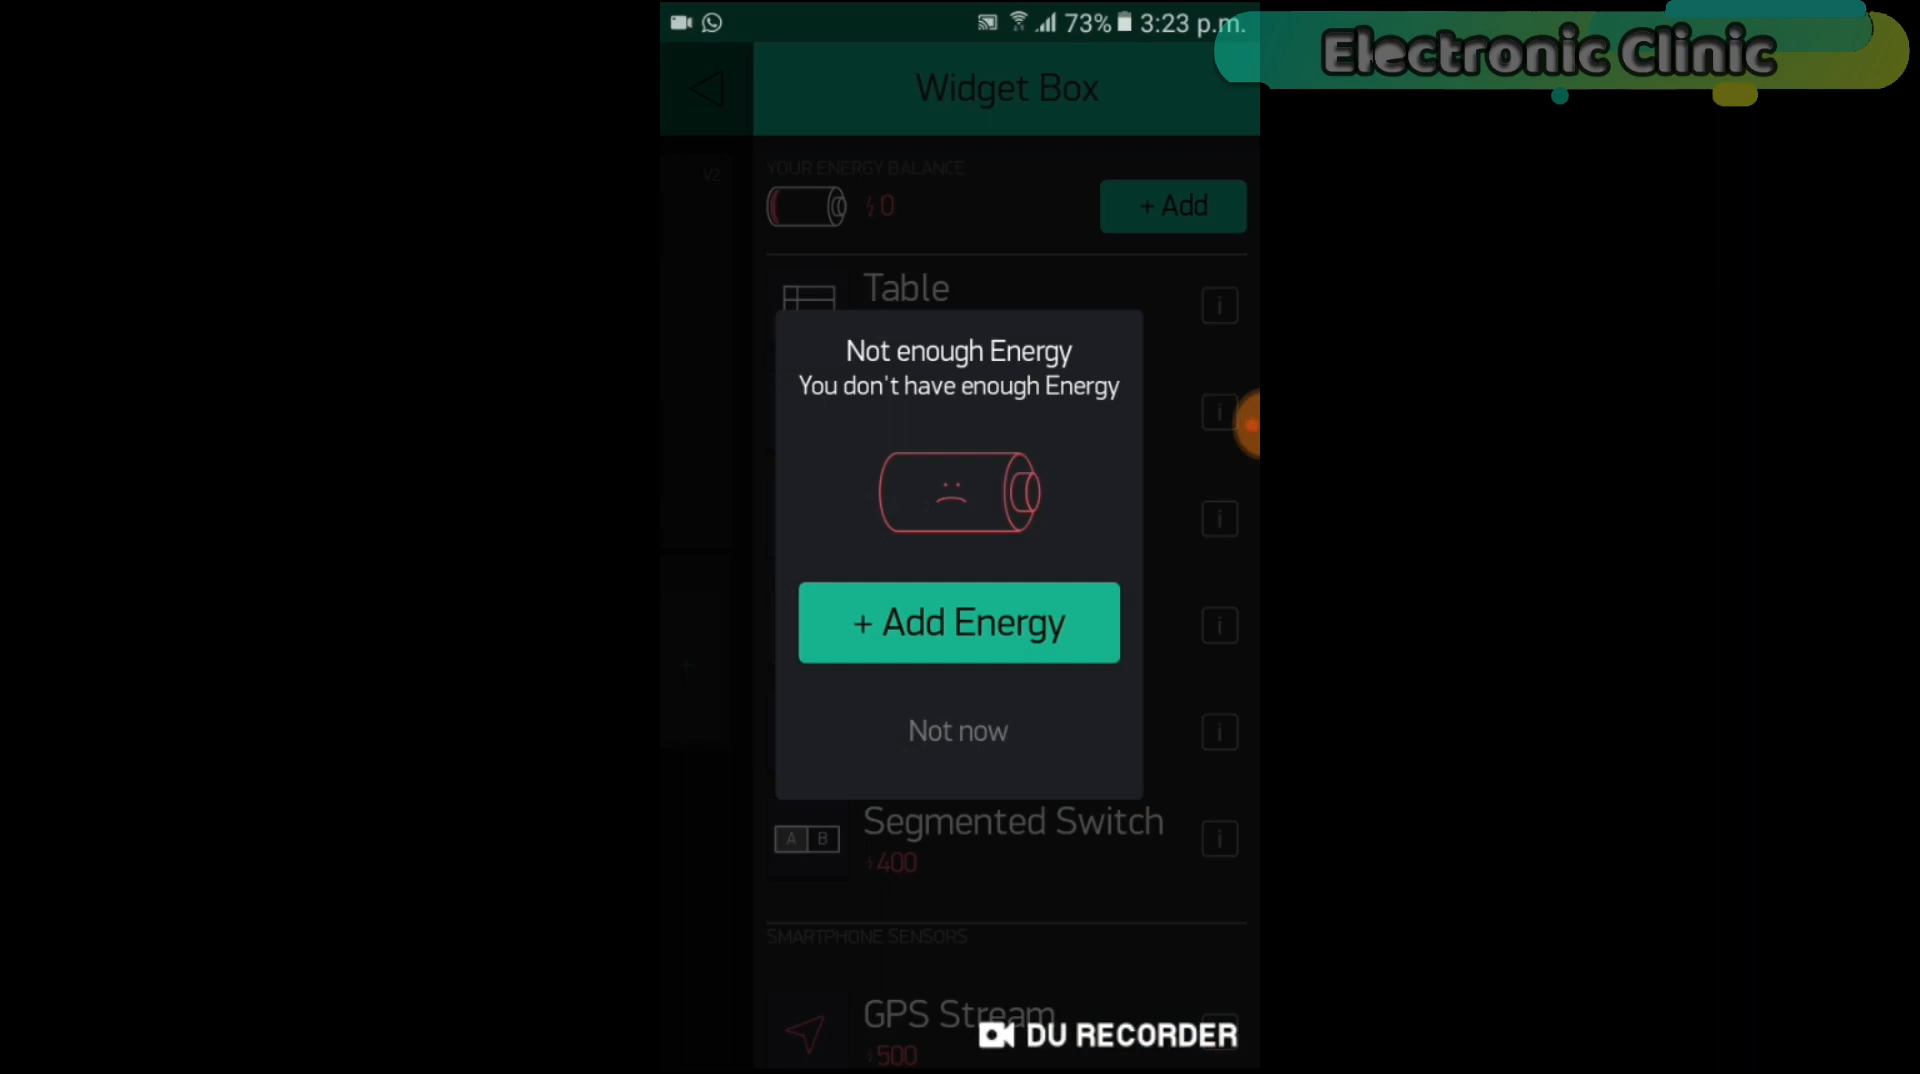 73% 3:23 p.m.
Electronic Clinic
Widget Box
YOUR ENERGY BALANCE
V2
0
+ Add
Table
i
Not enough Energy
You don't have enough Energy
i
i
+ Add Energy
i
+
Not now
i
Segmented Switch
A B
i
400
SMARTPHONE SENSORS
GPS Stream
DU RECORDER
500